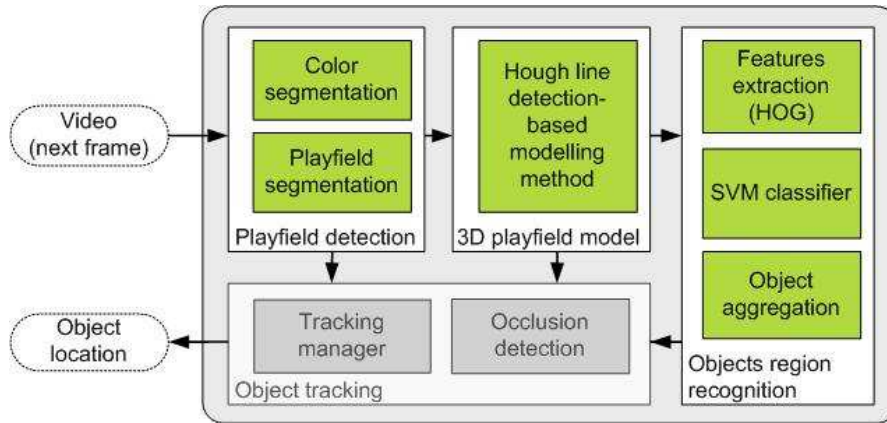 Video
(next frame)
Color
segmentation
Playfield
segmentation
Playfield detection
Hough line
detection-
based
modelling
method
3D playfield model
Features
extraction
(HOG)
SVM classifier
Object
aggregation
Objects region
recognition
Tracking
manager
Occlusion
detection
Object tracking
Object
location